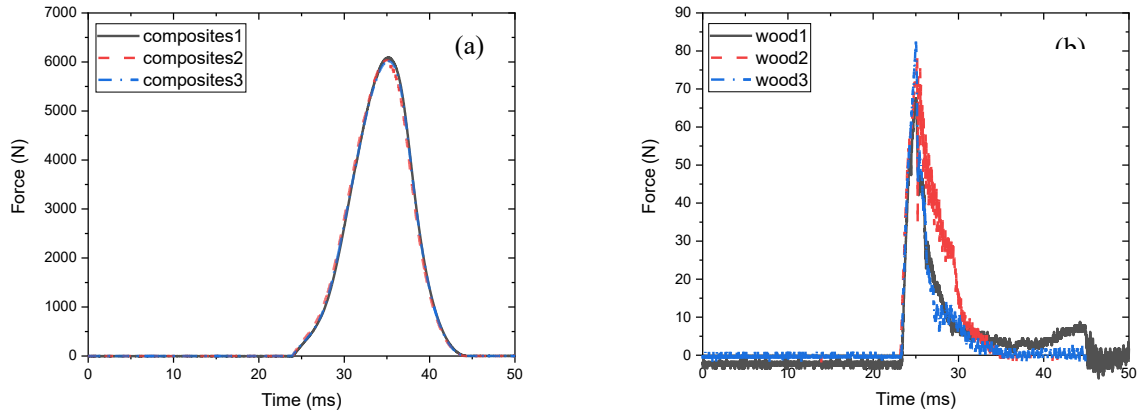 composites1
composites2
composites3
(a)
7000
6000
5000
4000
3000
2000
1000
0
Force (N)
0 10 20 30 40 50
Time (ms)
wood1
wood2
wood3
(b)
90
80
70
60
50
40
30
20
10
0
Force (N)
0 10 20 30 40 50
Time (ms)